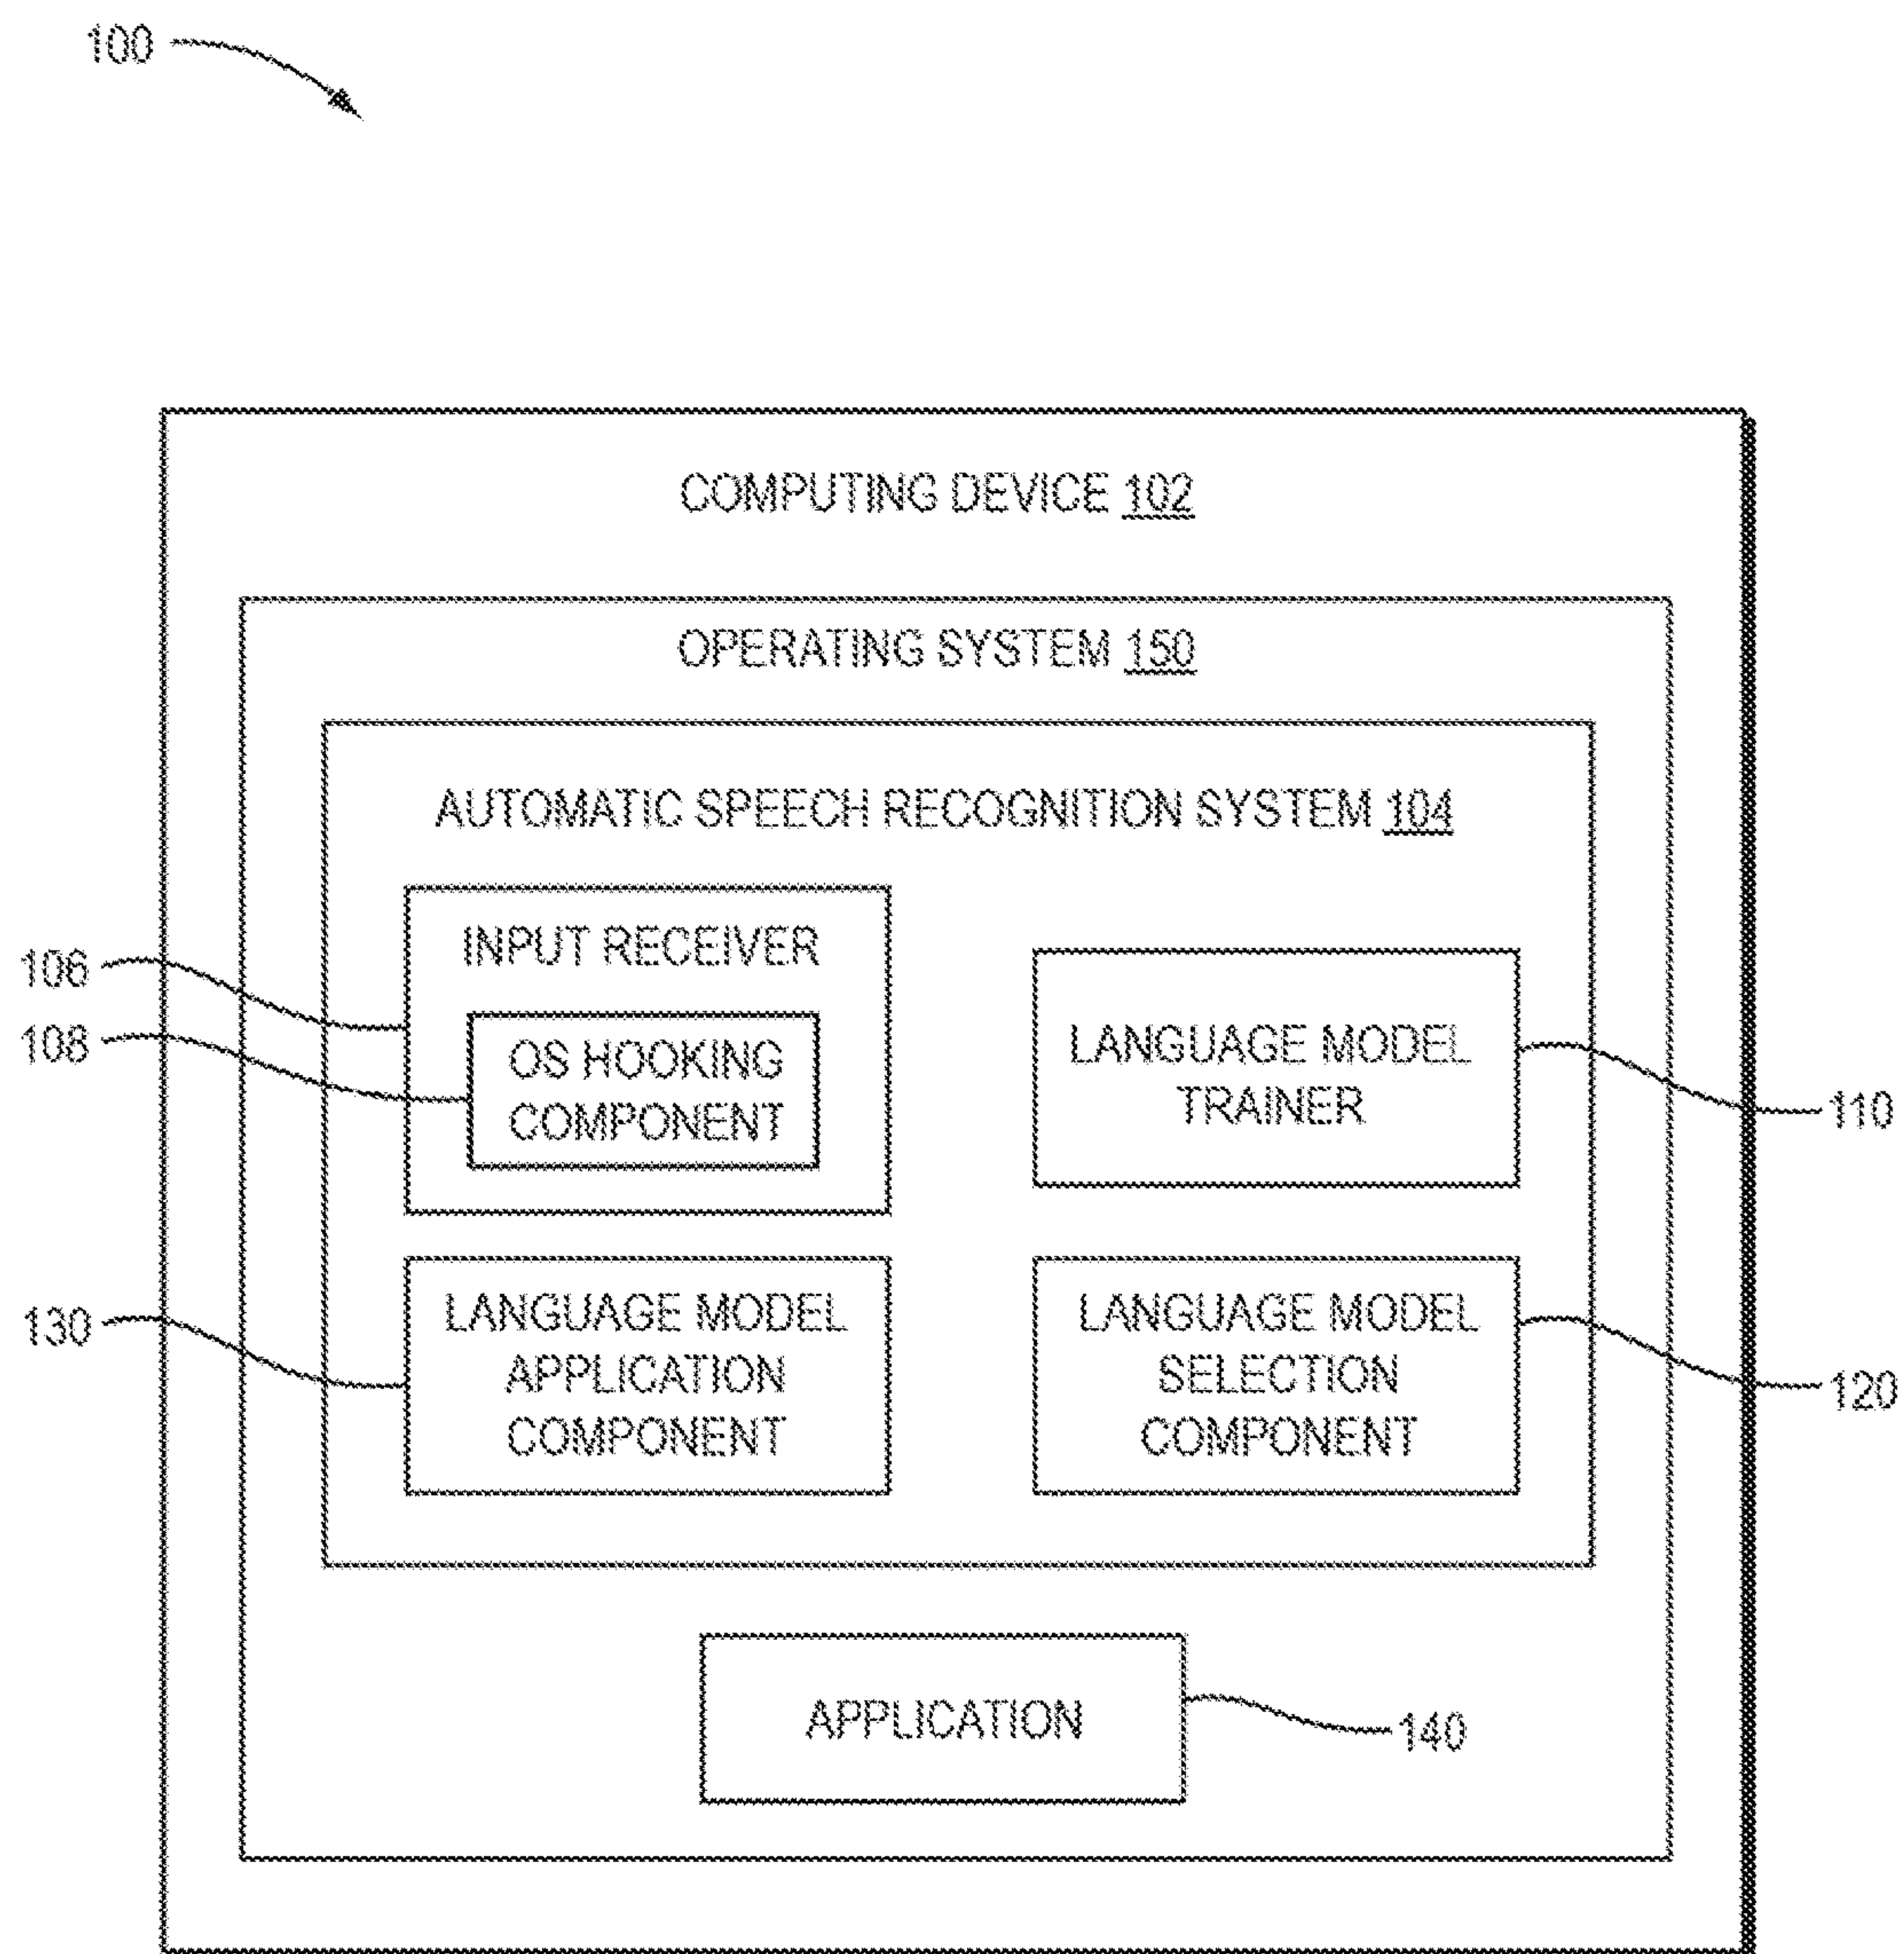 100
COMPUTING DEVICE 102
OPERATING SYSTEM 150
AUTOMATIC SPEECH RECOGNITION SYSTEM 104
INPUT RECEIVER
106
OS HOOKING
COMPONENT
108
LANGUAGE MODEL
TRAINER
110
LANGUAGE MODEL
APPLICATION
COMPONENT
130
LANGUAGE MODEL
SELECTION
COMPONENT
120
APPLICATION
140